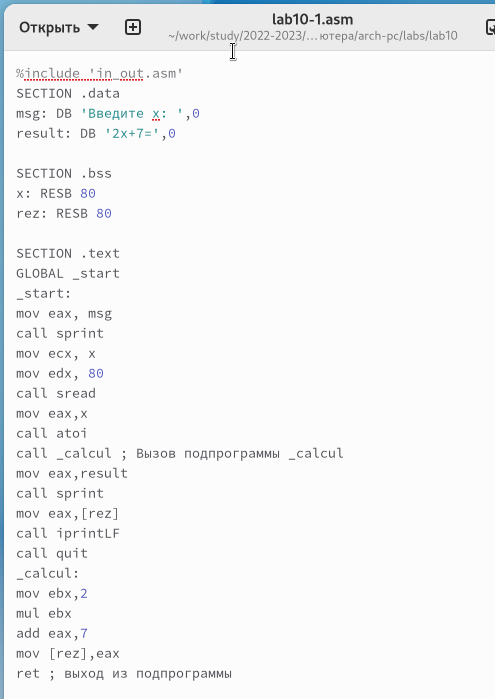 Открыть
lab10-1.asm
~/work/study/2022-2023/…ютера/arch-pc/labs/lab10
%include 'in_out.asm'
SECTION .data
msg: DB 'Введите x: ',0
result: DB '2x+7=',0
SECTION .bss
x: RESB 80
rez: RESB 80
SECTION .text
GLOBAL _start
_start:
mov eax, msg
call sprint
mov ecx, x
mov edx, 80
call sread
mov eax,x
call atoi
call _calcul ; Вызов подпрограммы _calcul
mov eax,result
call sprint
mov eax,[rez]
call iprintLF
call quit
_calcul:
mov ebx,2
mul ebx
add eax,7
mov [rez],eax
ret ; выход из подпрограммы